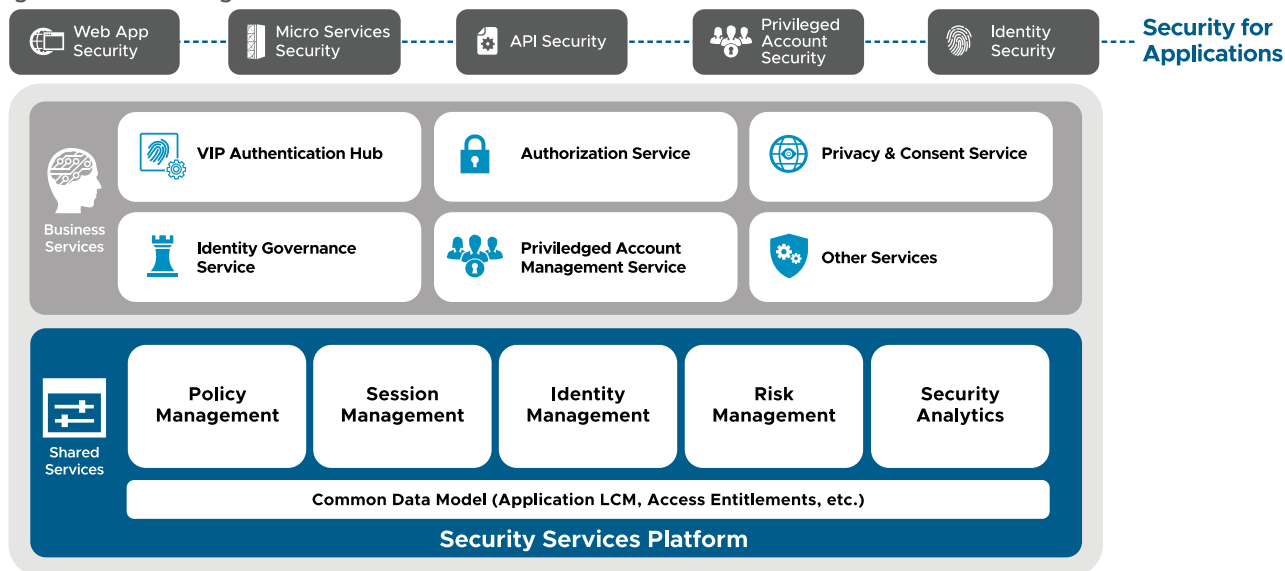 Web App
Security
Micro Services
Security
API Security
Privileged
Account
Security
Identity
Security
Security for
Applications
Business
Services
VIP Authentication Hub
Authorization Service
Privacy & Consent Service
Identity Governance
Service
Priviledged Account
Management Service
Other Services
Shared
Services
Policy
Management
Session
Management
Identity
Management
Risk
Management
Security
Analytics
Common Data Model (Application LCM, Access Entitlements, etc.)
Security Services Platform